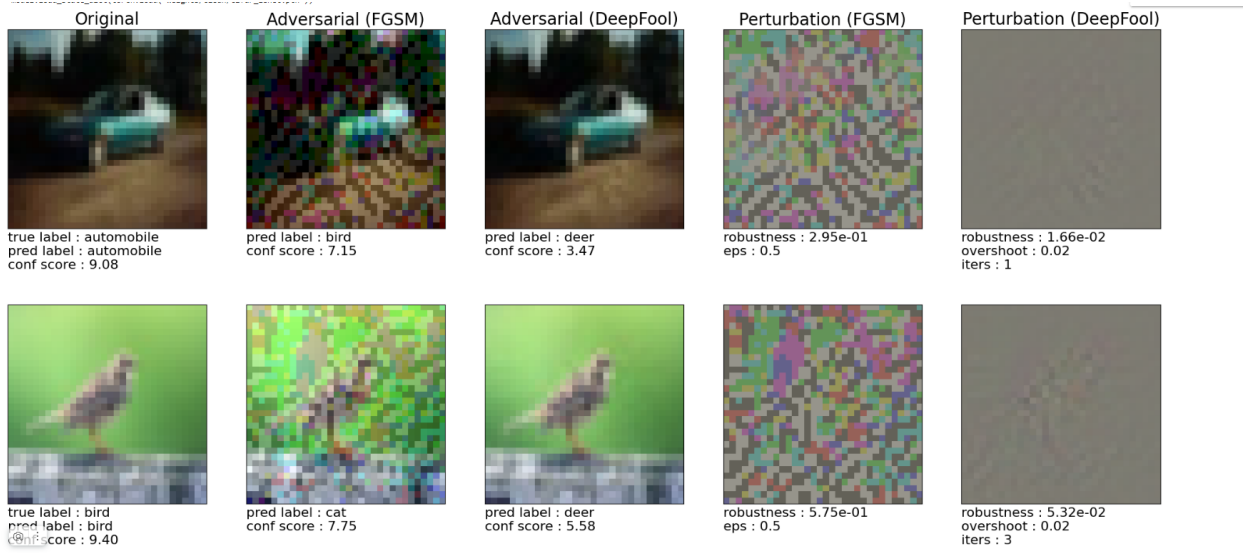 Original
Adversarial (FGSM)
Adversarial (DeepFool)
Perturbation (FGSM)
Perturbation (DeepFool)
true label : automobile
pred label : automobile
conf score : 9.08
pred label : bird
conf score : 7.15
pred label : deer
conf score : 3.47
robustness : 2.95e-01
eps : 0.5
robustness : 1.66e-02
overshoot : 0.02
iters : 1
true label : bird
pred label : bird
conf score : 9.40
pred label : cat
conf score : 7.75
pred label : deer
conf score : 5.58
robustness : 5.75e-01
eps : 0.5
robustness : 5.32e-02
overshoot : 0.02
iters : 3